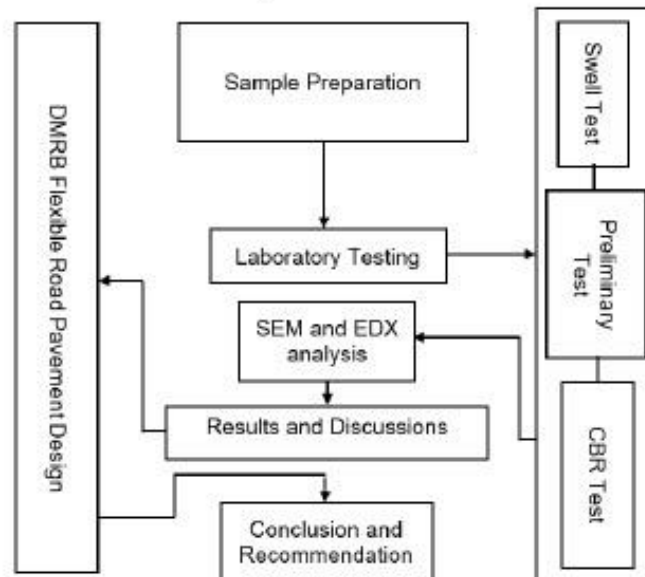 DMRB Flexible Road Pavement Design
Sample Preparation
Laboratory Testing
Swell Test
Preliminary
Test
CBR Test
SEM and EDX
analysis
Results and Discussions
Conclusion and
Recommendation